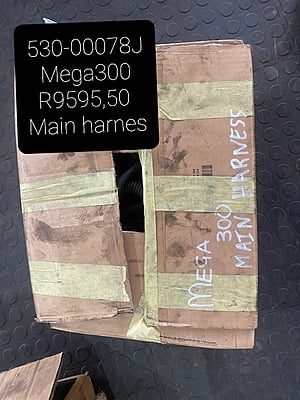 530-00078J
Mega300
R9595,50
Main harnes
MEGA 300
MAIN HARNESS